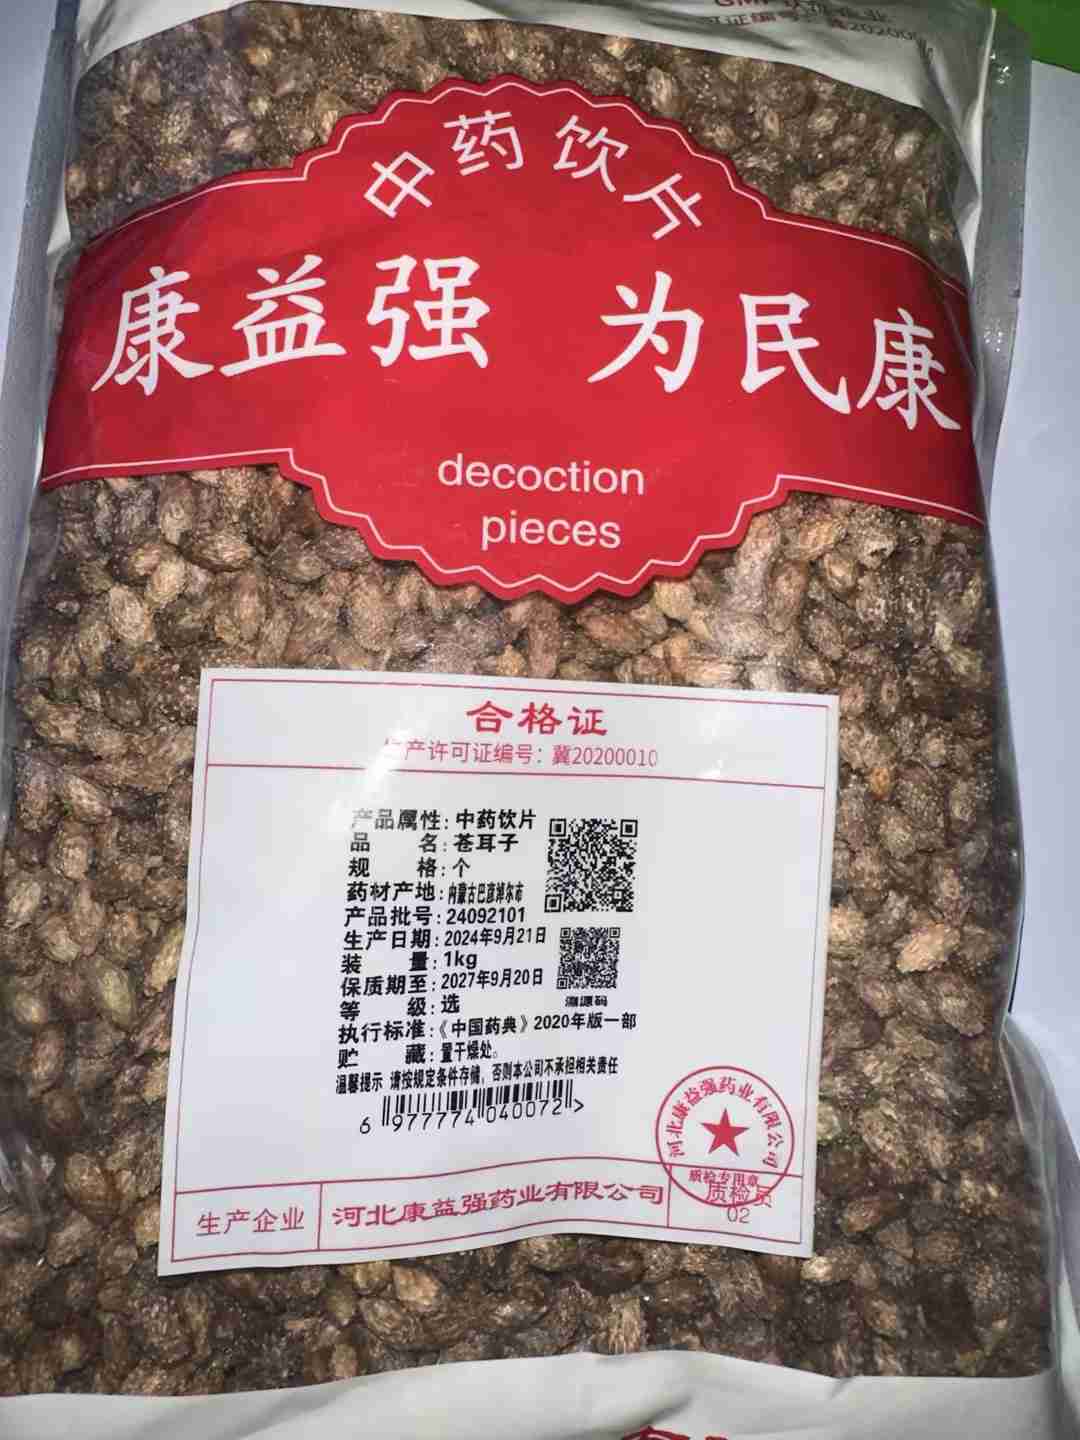 中药饮片
康益强 为民康
decoction
pieces
合格证
生产许可证编号：冀20200010
产品属性：中药饮片
品 名：苍耳子
规 格：个
药材产地：内蒙古巴彦淖尔市
产品批号：24092101
生产日期：2024年9月21日
装 量：1kg
保质期至：2027年9月20日
等 级：选
执行标准：《中国药典》2020年版一部
贮 藏：置干燥处。
温馨提示 请按规定条件存储，否则本公司不承担相关责任
溯源码
6 977774 040072 >
河北康益强药业有限公司
质检专用章
质检员
02
生产企业 河北康益强药业有限公司